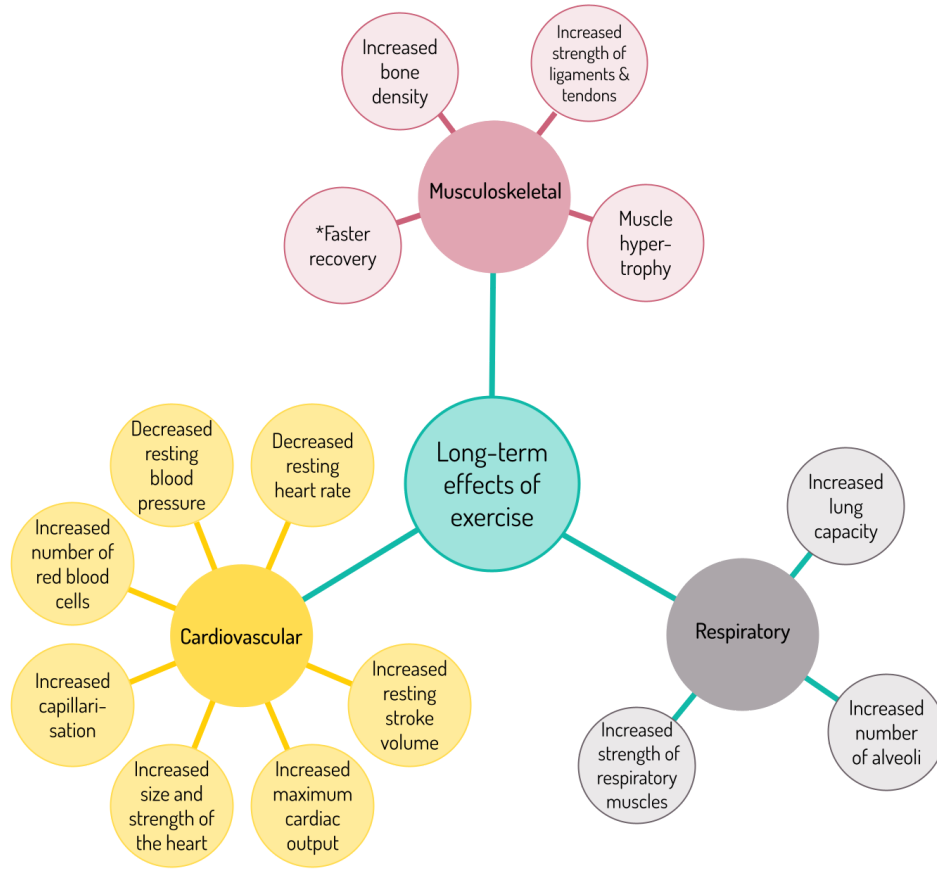 Increased
bone
density
Increased
strength of
ligaments &
tendons
Musculoskeletal
*Faster
recovery
Muscle
hyper-
trophy
Long-term
effects of
exercise
Decreased
resting
blood
pressure
Decreased
resting
heart rate
Increased
number of
red blood
cells
Cardiovascular
Increased
capillari-
sation
Increased
resting
stroke
volume
Increased
size and
strength of
the heart
Increased
maximum
cardiac
output
Increased
lung
capacity
Respiratory
Increased
number
of alveoli
Increased
strength of
respiratory
muscles